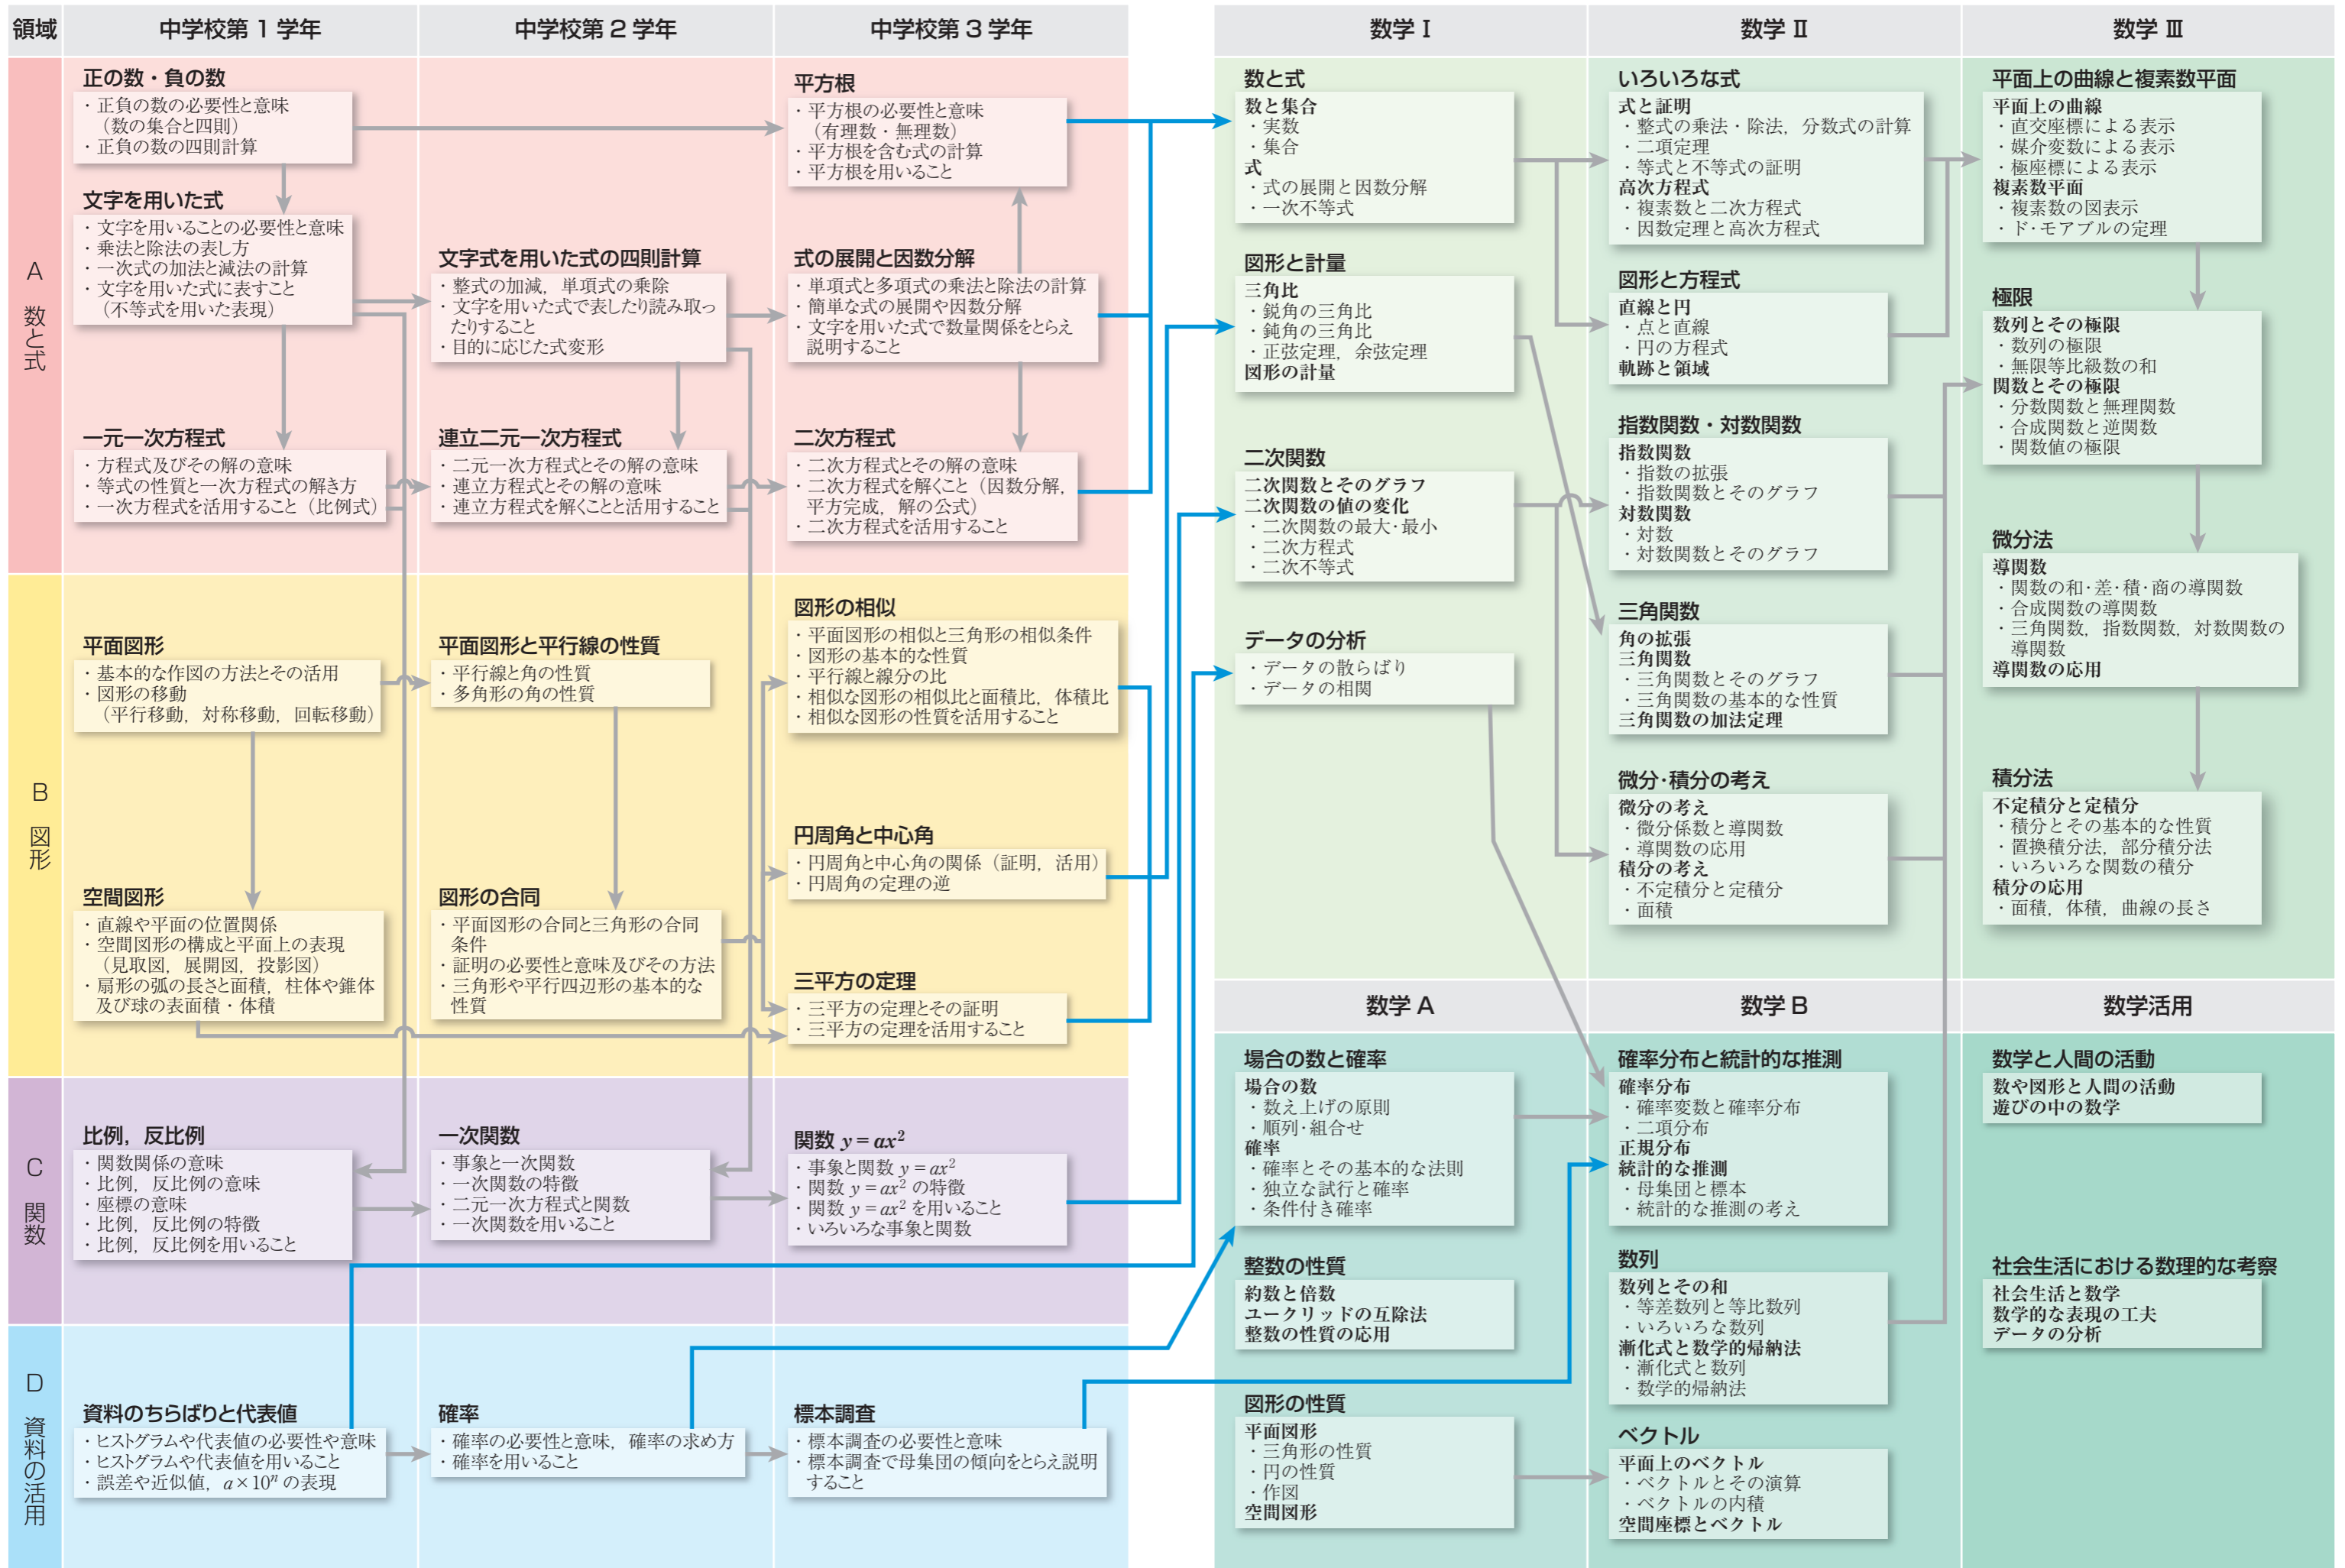 領域
中学校第 1 学年
中学校第 2 学年
中学校第 3 学年
A 数と式
正の数・負の数
・正負の数の必要性と意味
（数の集合と四則）
・正負の数の四則計算
文字を用いた式
・文字を用いることの必要性と意味
・乗法と除法の表し方
・一次式の加法と減法の計算
・文字を用いた式に表すこと
（不等式を用いた表現）
一元一次方程式
・方程式及びその解の意味
・等式の性質と一次方程式の解き方
・一次方程式を活用すること（比例式）
文字式を用いた式の四則計算
・整式の加減，単項式の乗除
・文字を用いた式で表したり読み取っ
たりすること
・目的に応じた式変形
連立二元一次方程式
・二元一次方程式とその解の意味
・連立方程式とその解の意味
・連立方程式を解くことと活用すること
平方根
・平方根の必要性と意味
（有理数・無理数）
・平方根を含む式の計算
・平方根を用いること
式の展開と因数分解
・単項式と多項式の乗法と除法の計算
・簡単な式の展開や因数分解
・文字を用いた式で数量関係をとらえ
説明すること
二次方程式
・二次方程式とその解の意味
・二次方程式を解くこと（因数分解，
平方完成，解の公式）
・二次方程式を活用すること
B 図形
平面図形
・基本的な作図の方法とその活用
・図形の移動
（平行移動，対称移動，回転移動）
空間図形
・直線や平面の位置関係
・空間図形の構成と平面上の表現
（見取図，展開図，投影図）
・扇形の弧の長さと面積，柱体や錐体
及び球の表面積・体積
平面図形と平行線の性質
・平行線と角の性質
・多角形の角の性質
図形の合同
・平面図形の合同と三角形の合同
条件
・証明の必要性と意味及びその方法
・三角形や平行四辺形の基本的な
性質
図形の相似
・平面図形の相似と三角形の相似条件
・図形の基本的な性質
・平行線と線分の比
・相似な図形の相似比と面積比，体積比
・相似な図形の性質を活用すること
円周角と中心角
・円周角と中心角の関係（証明，活用）
・円周角の定理の逆
三平方の定理
・三平方の定理とその証明
・三平方の定理を活用すること
C 関数
比例，反比例
・関数関係の意味
・比例，反比例の意味
・座標の意味
・比例，反比例の特徴
・比例，反比例を用いること
一次関数
・事象と一次関数
・一次関数の特徴
・二元一次方程式と関数
・一次関数を用いること
関数 y = ax²
・事象と関数 y = ax²
・関数 y = ax² の特徴
・関数 y = ax² を用いること
・いろいろな事象と関数
D 資料の活用
資料のちらばりと代表値
・ヒストグラムや代表値の必要性や意味
・ヒストグラムや代表値を用いること
・誤差や近似値，a × 10ⁿ の表現
確率
・確率の必要性と意味，確率の求め方
・確率を用いること
標本調査
・標本調査の必要性と意味
・標本調査で母集団の傾向をとらえ説明
すること
数学 Ⅰ
数学 Ⅱ
数学 Ⅲ
数と式
数と集合
・実数
・集合
式
・式の展開と因数分解
・一次不等式
図形と計量
三角比
・鋭角の三角比
・鈍角の三角比
・正弦定理，余弦定理
図形の計量
二次関数
二次関数とそのグラフ
二次関数の値の変化
・二次関数の最大・最小
・二次方程式
・二次不等式
データの分析
・データの散らばり
・データの相関
いろいろな式
式と証明
・整式の乗法・除法，分数式の計算
・二項定理
・等式と不等式の証明
高次方程式
・複素数と二次方程式
・因数定理と高次方程式
図形と方程式
直線と円
・点と直線
・円の方程式
軌跡と領域
指数関数・対数関数
指数関数
・指数の拡張
・指数関数とそのグラフ
対数関数
・対数
・対数関数とそのグラフ
三角関数
角の拡張
三角関数
・三角関数とそのグラフ
・三角関数の基本的な性質
三角関数の加法定理
微分・積分の考え
微分の考え
・微分係数と導関数
・導関数の応用
積分の考え
・不定積分と定積分
・面積
平面上の曲線と複素数平面
平面上の曲線
・直交座標による表示
・媒介変数による表示
・極座標による表示
複素数平面
・複素数の図表示
・ド・モアブルの定理
極限
数列とその極限
・数列の極限
・無限等比級数の和
関数とその極限
・分数関数と無理関数
・合成関数と逆関数
・関数値の極限
微分法
導関数
・関数の和・差・積・商の導関数
・合成関数の導関数
・三角関数，指数関数，対数関数の
導関数
導関数の応用
積分法
不定積分と定積分
・積分とその基本的な性質
・置換積分法，部分積分法
・いろいろな関数の積分
積分の応用
・面積，体積，曲線の長さ
数学 A
数学 B
数学活用
場合の数と確率
場合の数
・数え上げの原則
・順列・組合せ
確率
・確率とその基本的な法則
・独立な試行と確率
・条件付き確率
整数の性質
約数と倍数
ユークリッドの互除法
整数の性質の応用
図形の性質
平面図形
・三角形の性質
・円の性質
・作図
空間図形
確率分布と統計的な推測
確率分布
・確率変数と確率分布
・二項分布
正規分布
統計的な推測
・母集団と標本
・統計的な推測の考え
数列
数列とその和
・等差数列と等比数列
・いろいろな数列
漸化式と数学的帰納法
・漸化式と数列
・数学的帰納法
ベクトル
平面上のベクトル
・ベクトルとその演算
・ベクトルの内積
空間座標とベクトル
数学と人間の活動
数や図形と人間の活動
遊びの中の数学
社会生活における数理的な考察
社会生活と数学
数学的な表現の工夫
データの分析